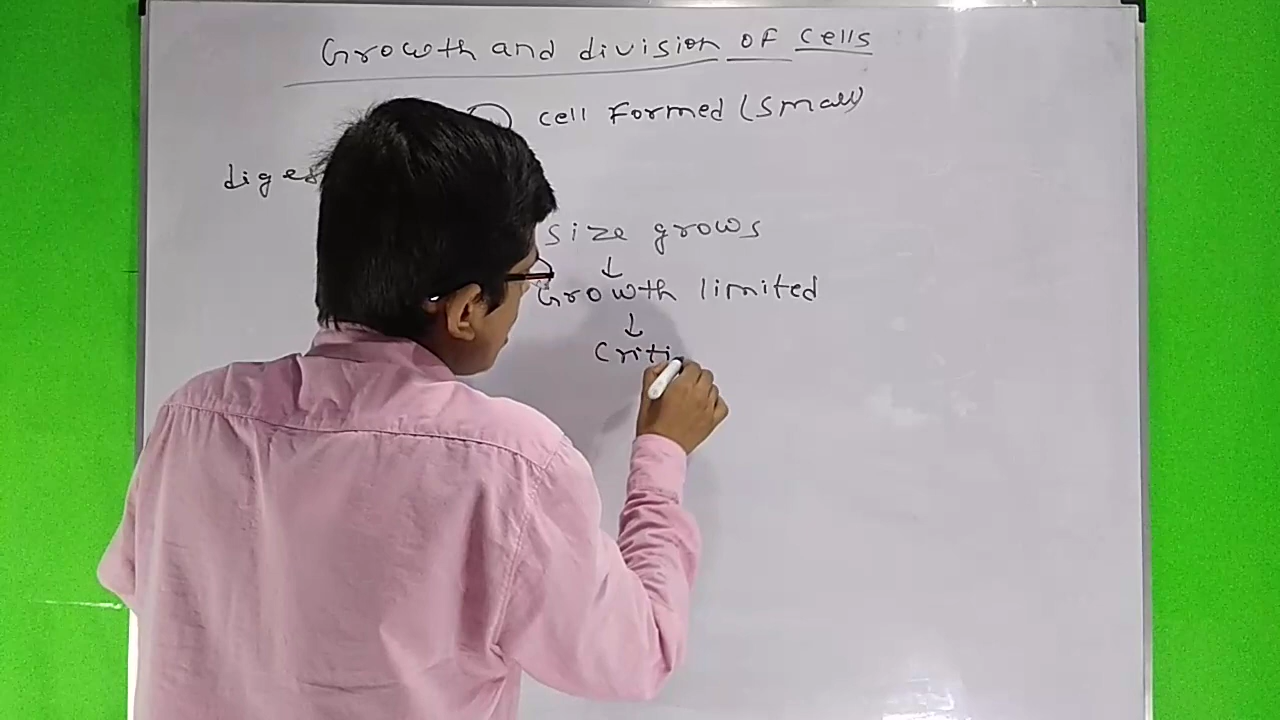 Growth and division of cells
cell formed (small)
diges
size grows
↓
Growth limited
↓
Criti